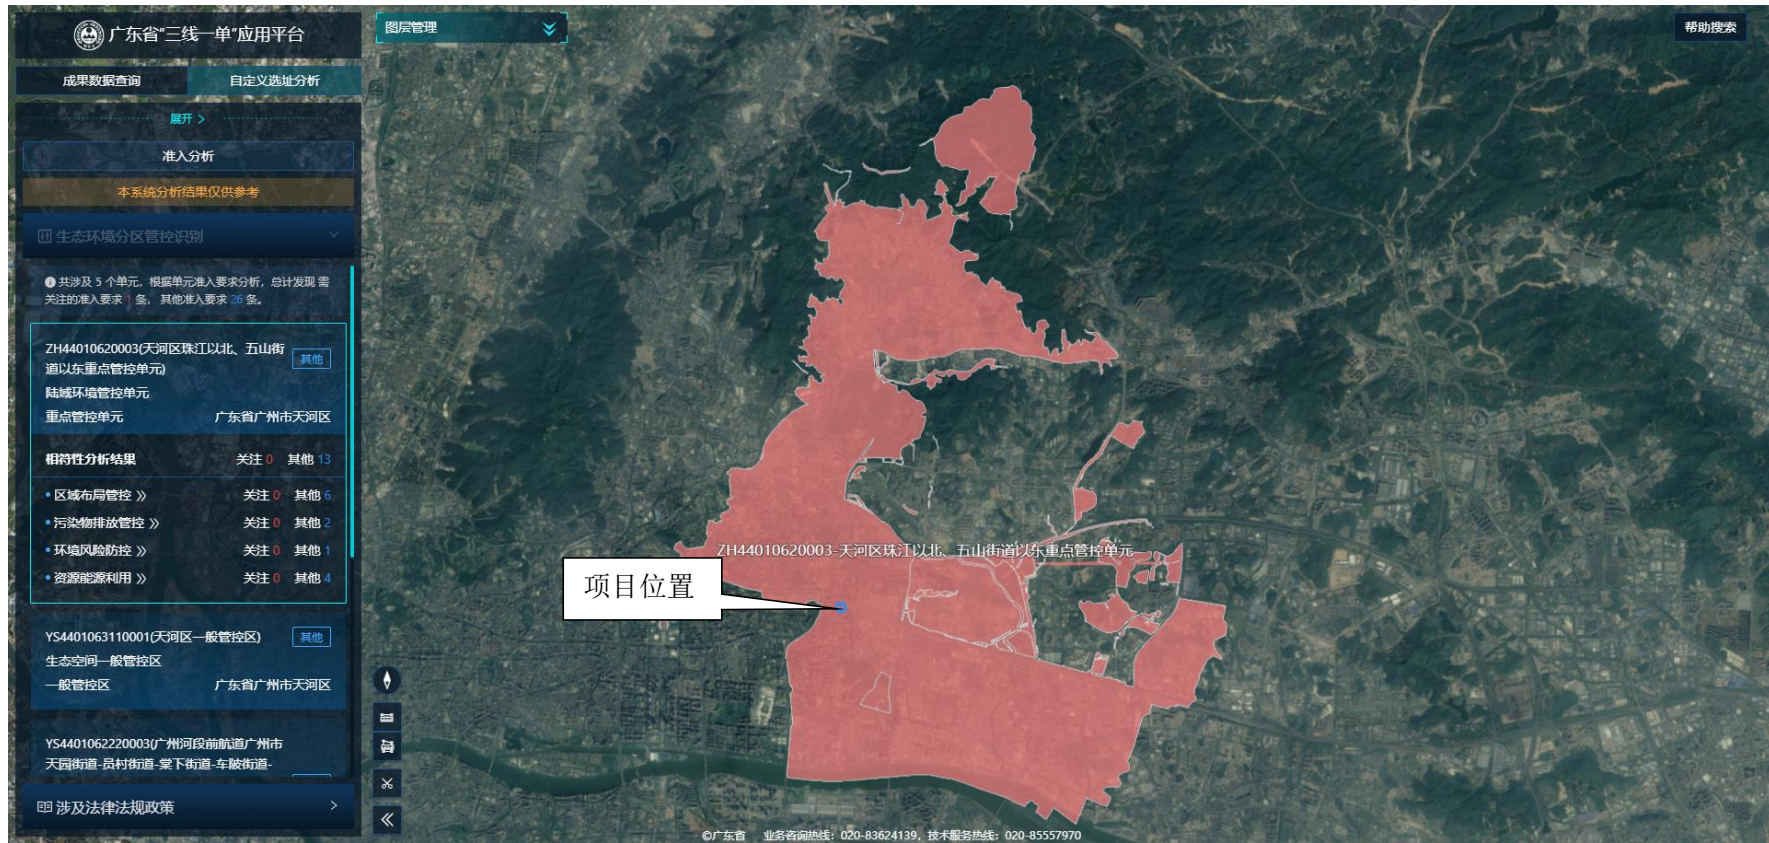 广东省"三线一单"应用平台
成果数据查询
自定义选址分析
展开 >
准入分析
本系统分析结果仅供参考
生态环境分区管控识别
共涉及 5 个单元，根据单元准入要求分析，总计发现 需
关注的准入要求 1 条， 其他准入要求 26 条。
ZH44010620003(天河区珠江以北、五山街
道以东重点管控单元)
其他
陆域环境管控单元
重点管控单元
广东省广州市天河区
相符性分析结果 关注 0 其他 13
区域布局管控 》 关注 0 其他 6
污染物排放管控 》 关注 0 其他 2
环境风险防控 》 关注 0 其他 1
资源能源利用 》 关注 0 其他 4
YS4401063110001(天河区一般管控区)
其他
生态空间一般管控区
一般管控区
广东省广州市天河区
YS4401062220003(广州河段前航道广州市
天园街道-员村街道-棠下街道-车陂街道-
涉及法律法规政策 >
图层管理
帮助搜索
ZH44010620003-天河区珠江以北、五山街道以东重点管控单元
项目位置
©广东省 业务咨询热线：020-83624139，技术服务热线：020-85557970